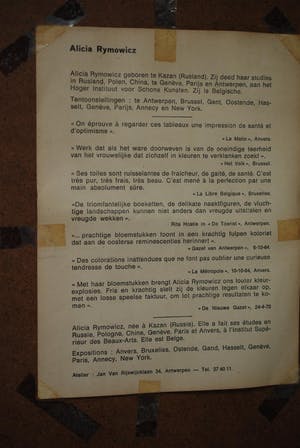 Alicia Rymowicz
Alicia Rymowicz geboren te Kazan (Rusland). Zij deed haar studies
in Rusland, Polen, China, te Genève, Parijs en Antwerpen, aan het
Hoger Instituut voor Schone Kunsten. Zij is Belgische.
Tentoonstellingen : te Antwerpen, Brussel, Gent, Oostende, Has-
selt, Genève, Parijs, Annecy en New York.
« On éprouve à regarder ces tableaux une impression de santé et
d'optimisme ».
« Le Matin », Anvers
« Werk dat als het ware doorweven is van de oneindige teerheid
van het vrouwelijke dat zichzelf in kleuren te verklanken zoekt ».
« Het Volk », Brussel.
« Ses toiles sont ruisselantes de fraicheur, de gaité, de santé. C'est
très pur, très frais, très beau. C'est mené à la perfection par une
main absolument sûre.
« La Libre Belgique », Bruxelles.
«De triomfantelijke boeketten, de delikate naaktfiguren, de vluch-
tige landschappen kunnen niet anders dan vreugde uitstralen en
vreugde wekken ».
Rita Hostie in « De Tourist », Antwerpen.
« ... prachtige bloemstukken toont in een krachtig fulpen koloriet
dat aan de oosterse reminescenties herinnert ».
« Gazet van Antwerpen », 8-10-64.
« Des colorations inattendues que ne font pas oublier une curieuse
tendresse de touche ».
« La Métropole », 10-10-64, Anvers.
« Met haar bloemstukken brengt Alicia Rymowicz ons louter kleur-
explosies. Fris en krachtig stelt zij de kleuren tegen elkaar op,
met een losse speelse faktuur, om tot prachtige resultaten te ko-
men ».
« De Nieuwe Gazet », 24-4-70
Alicia Rymowicz, née à Kazan (Russie). Elle a fait ses études en
Russie, Pologne, China, Genève, Paris et Anvers, à l'Institut Supé-
rieur des Beaux-Arts. Elle est Belge.
Expositions : Anvers, Bruxelles, Ostende, Gand, Hasselt, Genève,
Paris, Annecy, New York.
Atelier : Jan Van Rijswijcklaan 34, Antwerpen — Tel. 37 40 11.